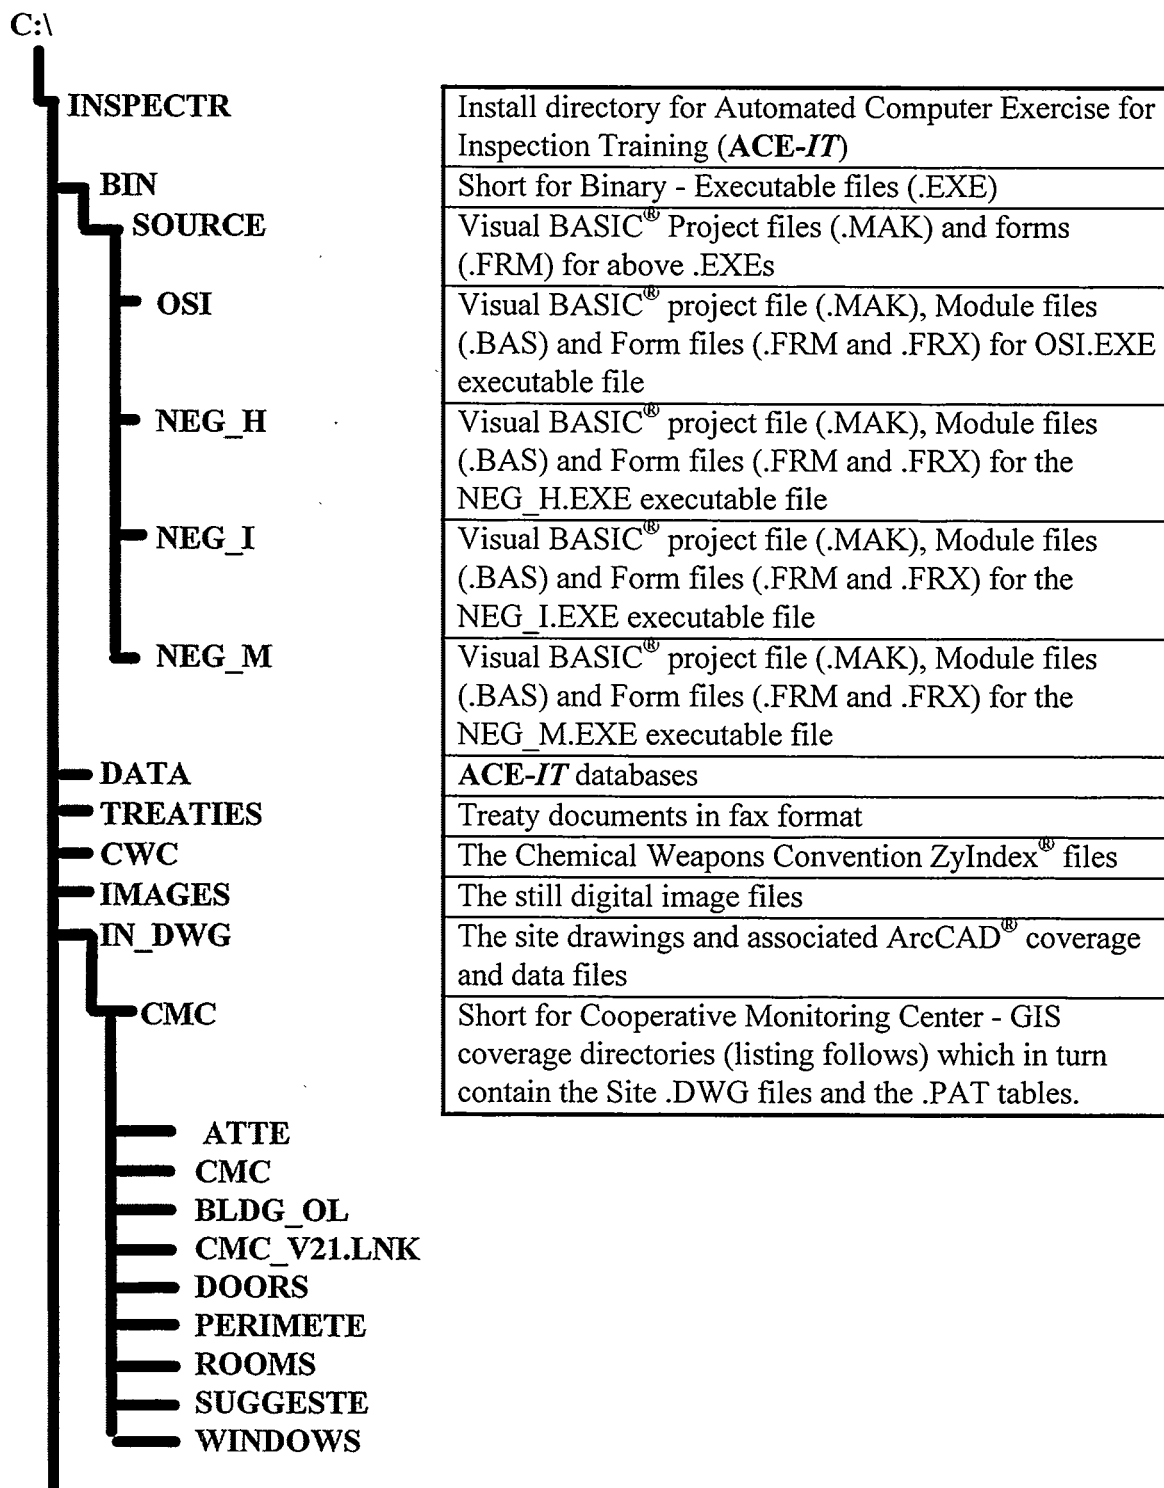 C:\
INSPECTR
Install directory for Automated Computer Exercise for
Inspection Training (ACE-IT)
BIN
Short for Binary - Executable files (.EXE)
SOURCE
Visual BASIC® Project files (.MAK) and forms
(.FRM) for above .EXEs
OSI
Visual BASIC® project file (.MAK), Module files
(.BAS) and Form files (.FRM and .FRX) for OSI.EXE
executable file
NEG_H
Visual BASIC® project file (.MAK), Module files
(.BAS) and Form files (.FRM and .FRX) for the
NEG_H.EXE executable file
NEG_I
Visual BASIC® project file (.MAK), Module files
(.BAS) and Form files (.FRM and .FRX) for the
NEG_I.EXE executable file
NEG_M
Visual BASIC® project file (.MAK), Module files
(.BAS) and Form files (.FRM and .FRX) for the
NEG_M.EXE executable file
DATA
ACE-IT databases
TREATIES
Treaty documents in fax format
CWC
The Chemical Weapons Convention ZyIndex® files
IMAGES
The still digital image files
IN_DWG
The site drawings and associated ArcCAD® coverage
and data files
CMC
Short for Cooperative Monitoring Center - GIS
coverage directories (listing follows) which in turn
contain the Site .DWG files and the .PAT tables.
ATTE
CMC
BLDG_OL
CMC_V21.LNK
DOORS
PERIMETE
ROOMS
SUGGESTE
WINDOWS